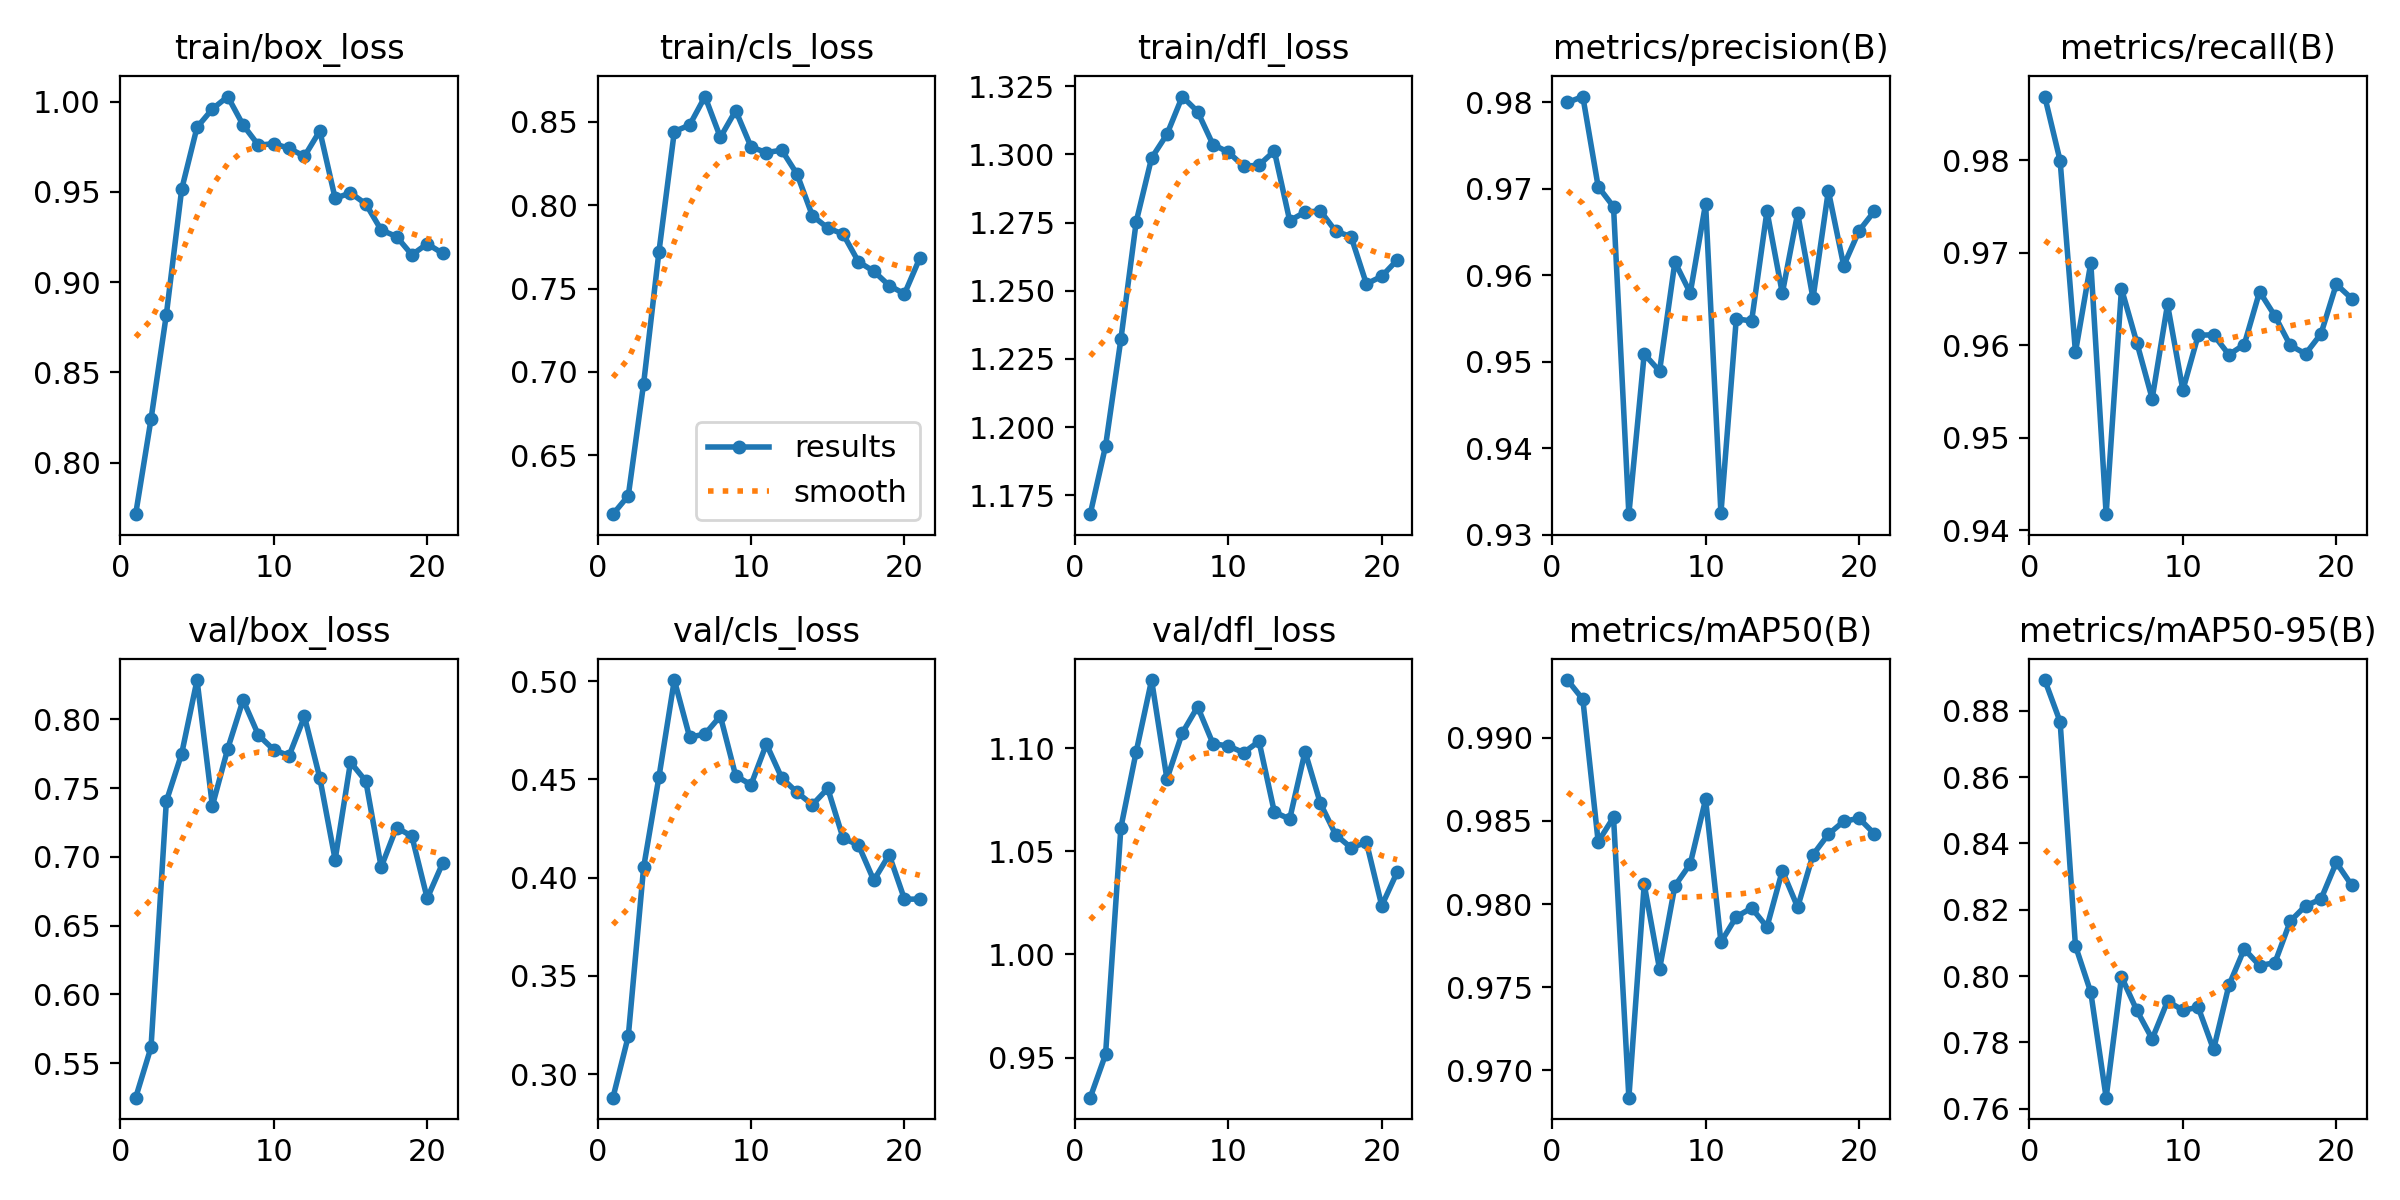 train/box_loss
train/cls_loss
train/dfl_loss
metrics/precision(B)
metrics/recall(B)
1.00
0.95
0.90
0.85
0.80
0 10 20
0.85
0.80
0.75
0.70
0.65
results
smooth
0 10 20
1.325
1.300
1.275
1.250
1.225
1.200
1.175
0 10 20
0.98
0.97
0.96
0.95
0.94
0.93
0 10 20
0.98
0.97
0.96
0.95
0.94
0 10 20
val/box_loss
val/cls_loss
val/dfl_loss
metrics/mAP50(B)
metrics/mAP50-95(B)
0.80
0.75
0.70
0.65
0.60
0.55
0 10 20
0.50
0.45
0.40
0.35
0.30
0 10 20
1.10
1.05
1.00
0.95
0 10 20
0.990
0.985
0.980
0.975
0.970
0 10 20
0.88
0.86
0.84
0.82
0.80
0.78
0.76
0 10 20